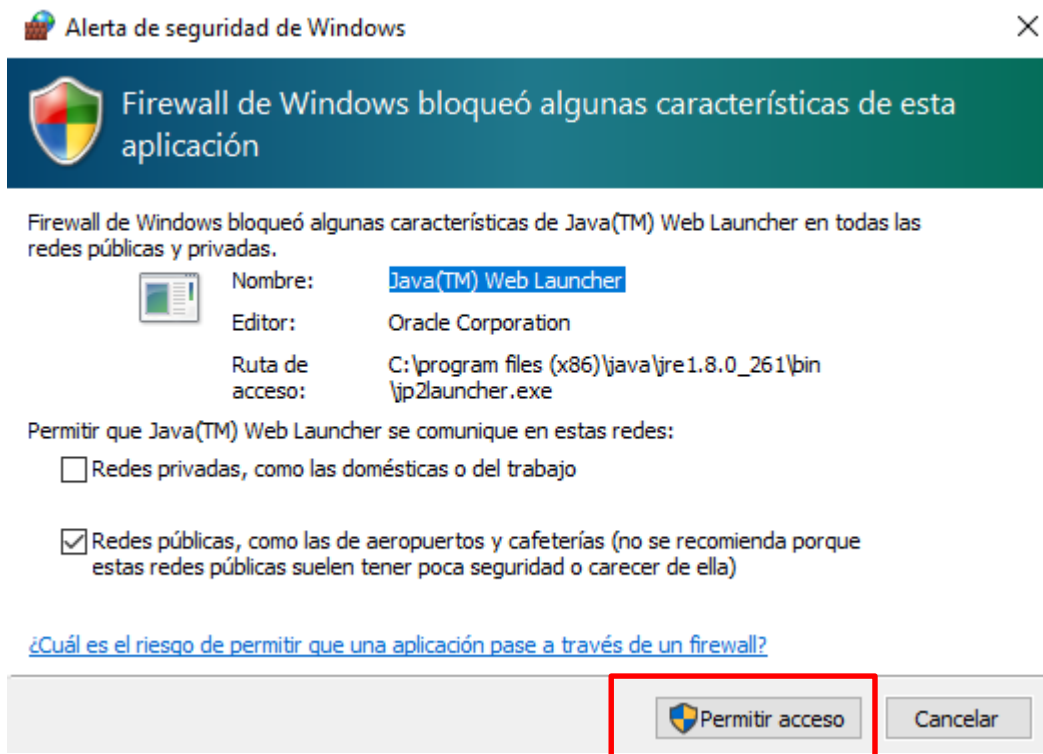 Alerta de seguridad de Windows
Firewall de Windows bloqueó algunas características de esta
aplicación
Firewall de Windows bloqueó algunas características de Java(TM) Web Launcher en todas las
redes públicas y privadas.
Nombre: Java(TM) Web Launcher
Editor: Oracle Corporation
Ruta de C:\program files (x86)\java\jre1.8.0_261\bin
acceso: \jp2launcher.exe
Permitir que Java(TM) Web Launcher se comunique en estas redes:
Redes privadas, como las domésticas o del trabajo
Redes públicas, como las de aeropuertos y cafeterías (no se recomienda porque
estas redes públicas suelen tener poca seguridad o carecer de ella)
¿Cuál es el riesgo de permitir que una aplicación pase a través de un firewall?
Permitir acceso Cancelar